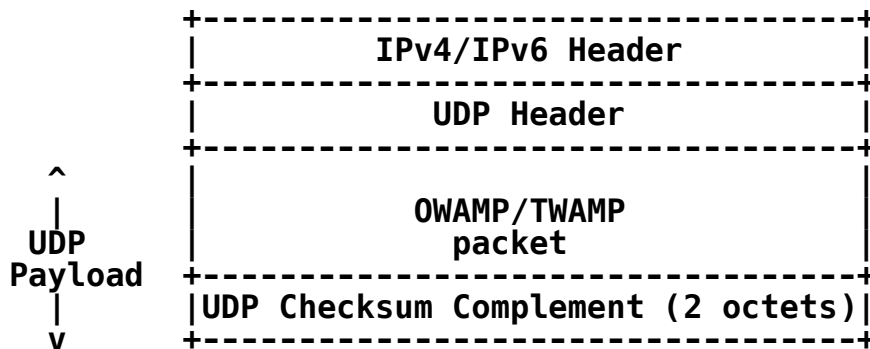 +----------------------------------+
| IPv4/IPv6 Header |
+----------------------------------+
| UDP Header |
+----------------------------------+
^ | |
| | OWAMP/TWAMP |
UDP | packet |
Payload +----------------------------------+
| |UDP Checksum Complement (2 octets)|
v +----------------------------------+